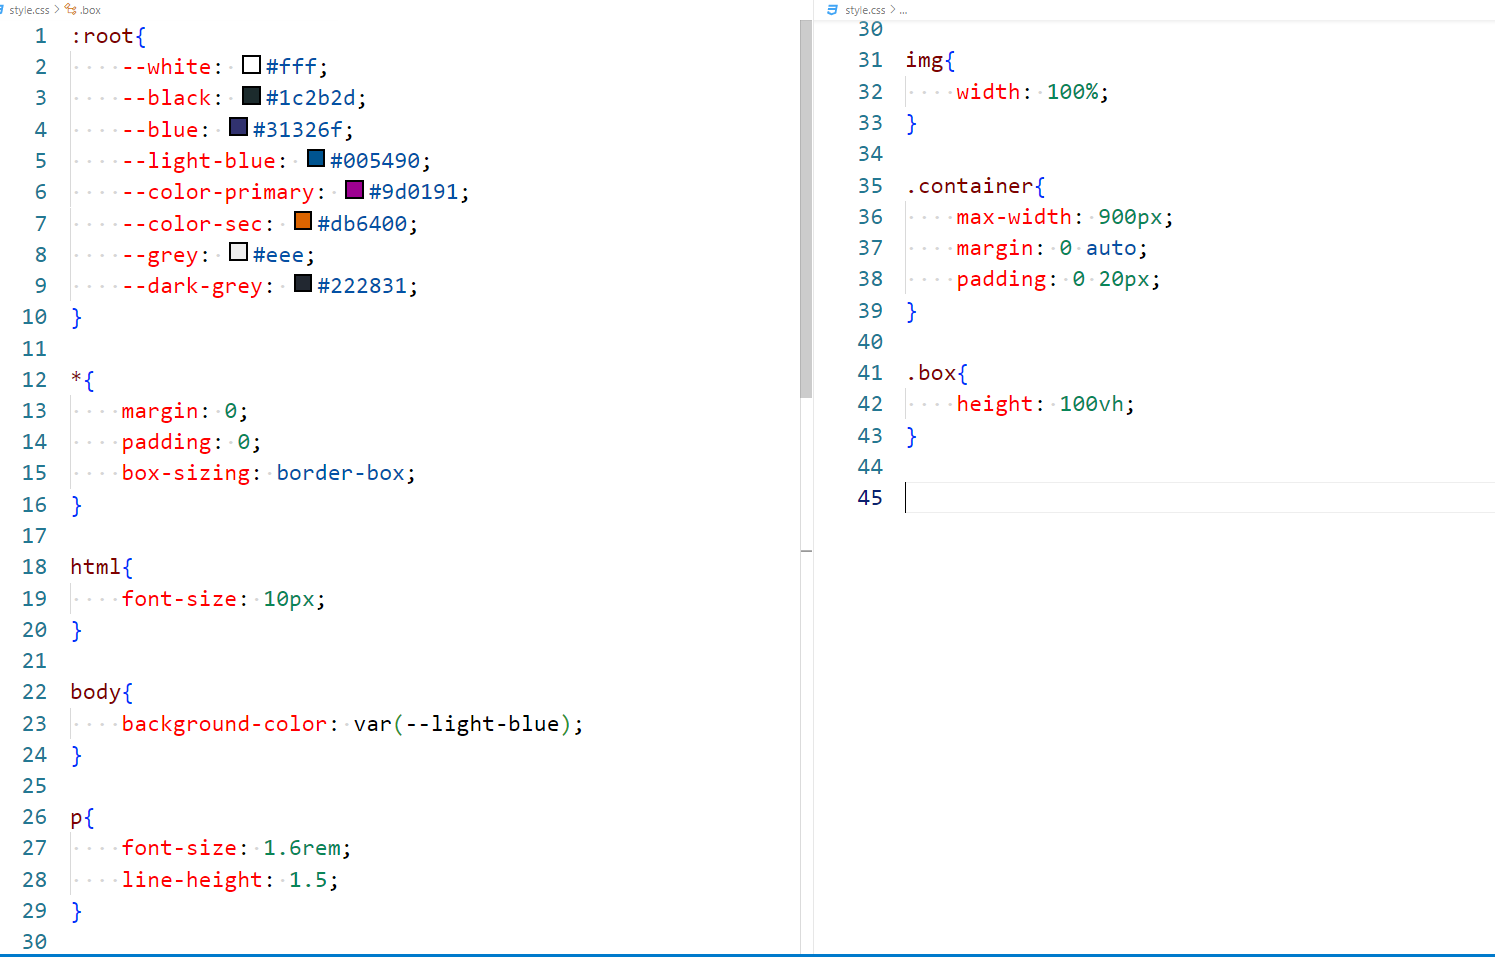 style.css > .box
1 :root{
2 --white: #fff;
3 --black: #1c2b2d;
4 --blue: #31326f;
5 --light-blue: #005490;
6 --color-primary: #9d0191;
7 --color-sec: #db6400;
8 --grey: #eee;
9 --dark-grey: #222831;
10 }
11
12 *{
13 margin: 0;
14 padding: 0;
15 box-sizing: border-box;
16 }
17
18 html{
19 font-size: 10px;
20 }
21
22 body{
23 background-color: var(--light-blue);
24 }
25
26 p{
27 font-size: 1.6rem;
28 line-height: 1.5;
29 }
30
style.css > ...
30
31 img{
32 width: 100%;
33 }
34
35 .container{
36 max-width: 900px;
37 margin: 0 auto;
38 padding: 0 20px;
39 }
40
41 .box{
42 height: 100vh;
43 }
44
45